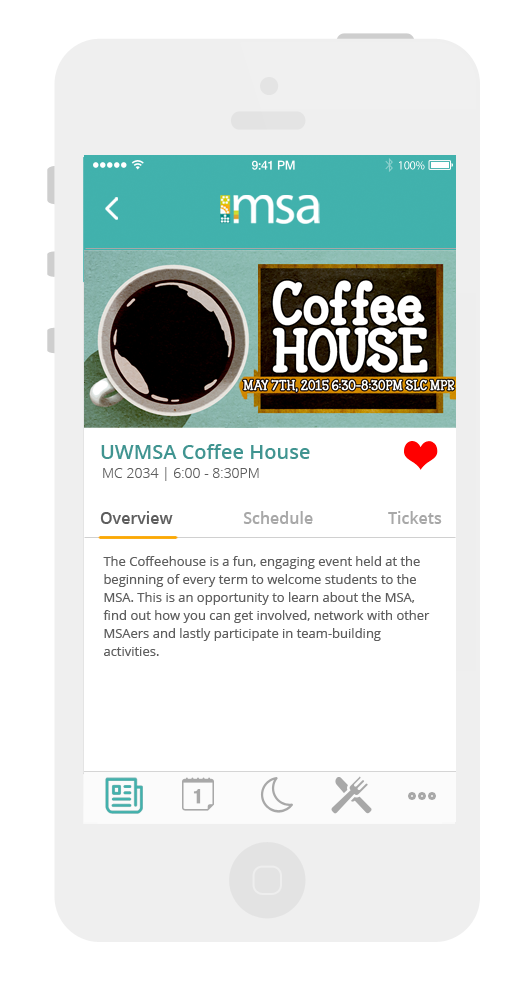 9:41 PM
100%
msa
Coffee
HOUSE
MAY 7TH, 2015 6:30-8:30PM SLC MPR
UWMSA Coffee House
MC 2034 | 6:00 - 8:30PM
Overview Schedule Tickets
The Coffeehouse is a fun, engaging event held at the
beginning of every term to welcome students to the
MSA. This is an opportunity to learn about the MSA,
find out how you can get involved, network with other
MSAers and lastly participate in team-building
activities.
1